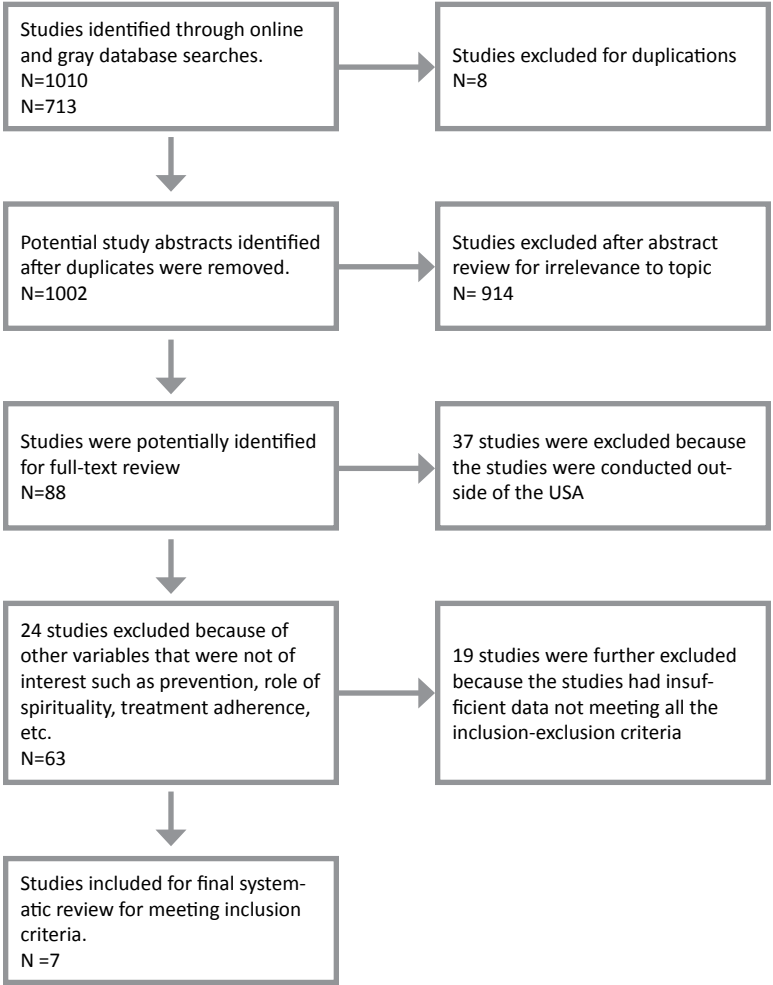 Studies identified through online
and gray database searches.
N=1010
N=713
Studies excluded for duplications
N=8
Potential study abstracts identified
after duplicates were removed.
N=1002
Studies excluded after abstract
review for irrelevance to topic
N= 914
Studies were potentially identified
for full-text review
N=88
37 studies were excluded because
the studies were conducted out-
side of the USA
24 studies excluded because of
other variables that were not of
interest such as prevention, role of
spirituality, treatment adherence,
etc.
N=63
19 studies were further excluded
because the studies had insuf-
ficient data not meeting all the
inclusion-exclusion criteria
Studies included for final system-
atic review for meeting inclusion
criteria.
N =7